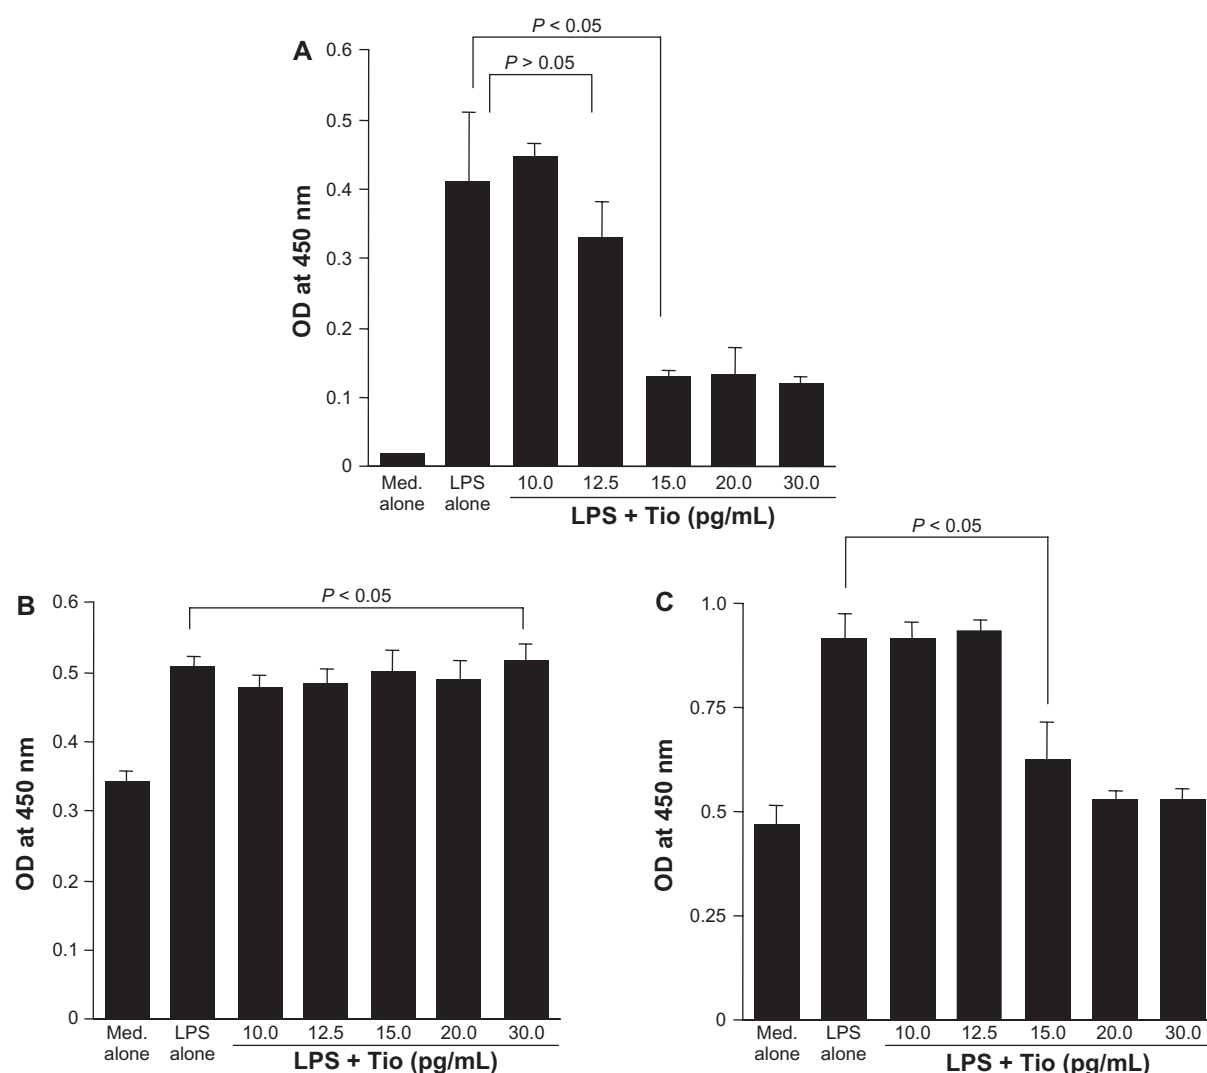 A
P < 0.05
P > 0.05
0.6
0.5
0.4
0.3
0.2
0.1
0
OD at 450 nm
Med. alone
LPS alone
10.0 12.5 15.0 20.0 30.0
LPS + Tio (pg/mL)
B
P < 0.05
0.6
0.5
0.4
0.3
0.2
0.1
0
OD at 450 nm
Med. alone
LPS alone
10.0 12.5 15.0 20.0 30.0
LPS + Tio (pg/mL)
C
P < 0.05
1.0
0.75
0.5
0.25
0
OD at 450 nm
Med. alone
LPS alone
10.0 12.5 15.0 20.0 30.0
LPS + Tio (pg/mL)